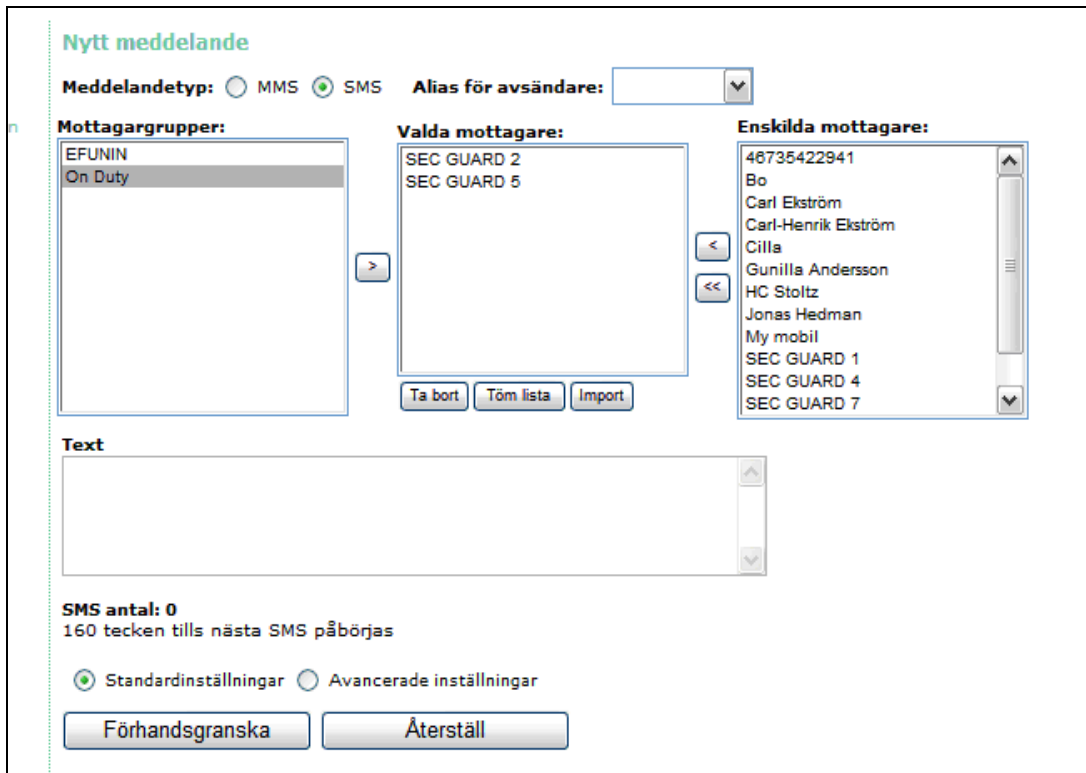 Nytt meddelande
Meddelandetyp: MMS SMS Alias för avsändare:
n
Mottagargrupper:
EFUNIN
On Duty
>
Valda mottagare:
SEC GUARD 2
SEC GUARD 5
Ta bort Töm lista Import
<
<<
Enskilda mottagare:
46735422941
Bo
Carl Ekström
Carl-Henrik Ekström
Cilla
Gunilla Andersson
HC Stoltz
Jonas Hedman
My mobil
SEC GUARD 1
SEC GUARD 4
SEC GUARD 7
Text
SMS antal: 0
160 tecken tills nästa SMS påbörjas
Standardinställningar Avancerade inställningar
Förhandsgranska Återställ